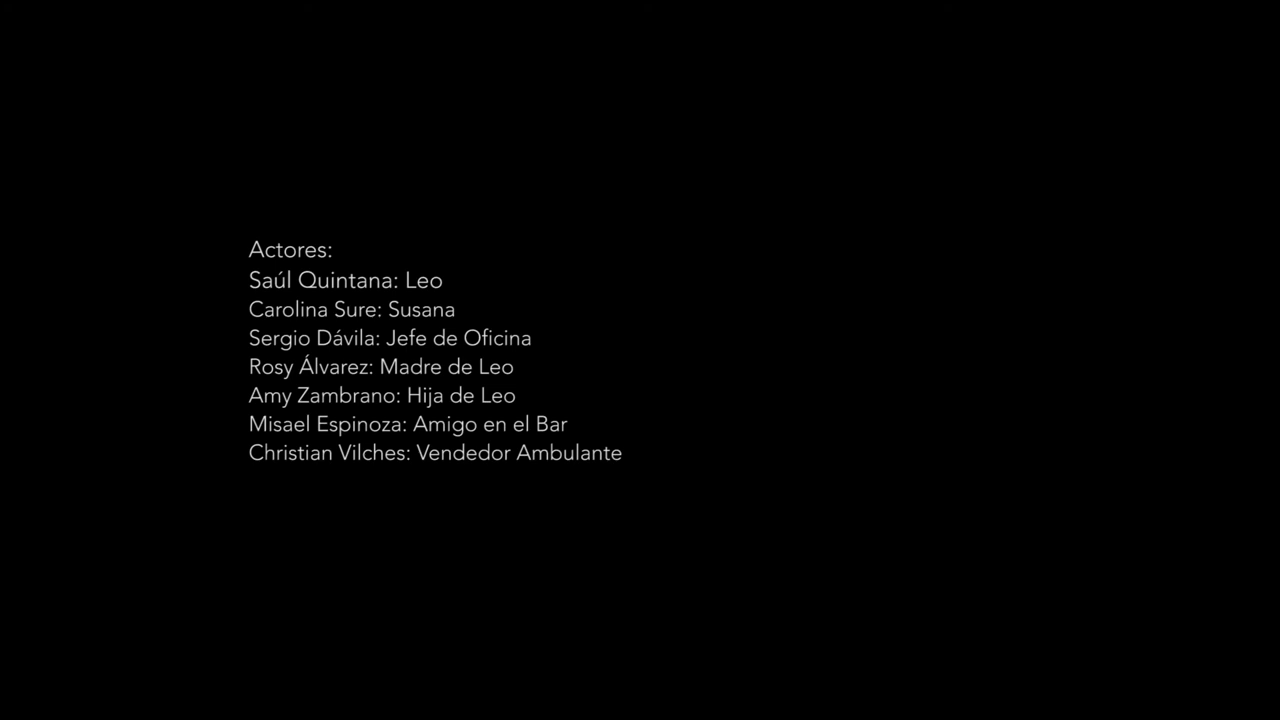 Actores:
Saúl Quintana: Leo
Carolina Sure: Susana
Sergio Dávila: Jefe de Oficina
Rosy Álvarez: Madre de Leo
Amy Zambrano: Hija de Leo
Misael Espinoza: Amigo en el Bar
Christian Vilches: Vendedor Ambulante